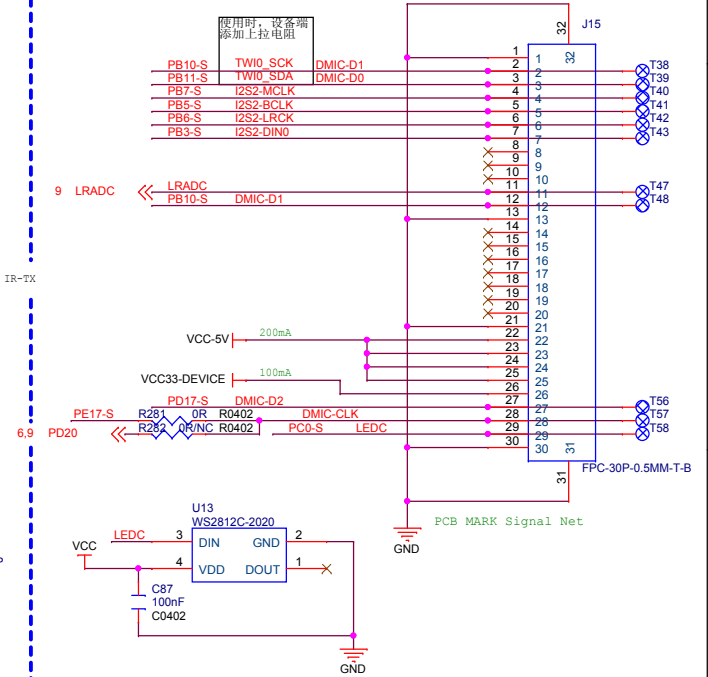 使用时，设备端
添加上拉电阻
J15
32
32
1 1
PB10-S TWI0_SCK DMIC-D1 2 2 T38
PB11-S TWI0_SDA DMIC-D0 3 3 T39
PB7-S I2S2-MCLK 4 4 T40
PB5-S I2S2-BCLK 5 5 T41
PB6-S I2S2-LRCK 6 6 T42
PB3-S I2S2-DIN0 7 7 T43
8 8
9 9
10 10
9 LRADC LRADC 11 11 T47
PB10-S DMIC-D1 12 12 T48
13 13
14 14
15 15
16 16
IR-TX
17 17
18 18
19 19
20 20
21 21
VCC-5V 200mA 22 22
23 23
24 24
VCC33-DEVICE 100mA 25 25
26 26
PD17-S DMIC-D2 27 27 T56
PE17-S R281 0R R0402 DMIC-CLK 28 28 T57
6,9 PD20 R282 0R/NC R0402 PC0-S LEDC 29 29 T58
30 30
31
31
FPC-30P-0.5MM-T-B
PCB MARK Signal Net
GND
U13
WS2812C-2020
LEDC 3 DIN GND 2
VCC 4 VDD DOUT 1
C87
100nF
C0402
GND